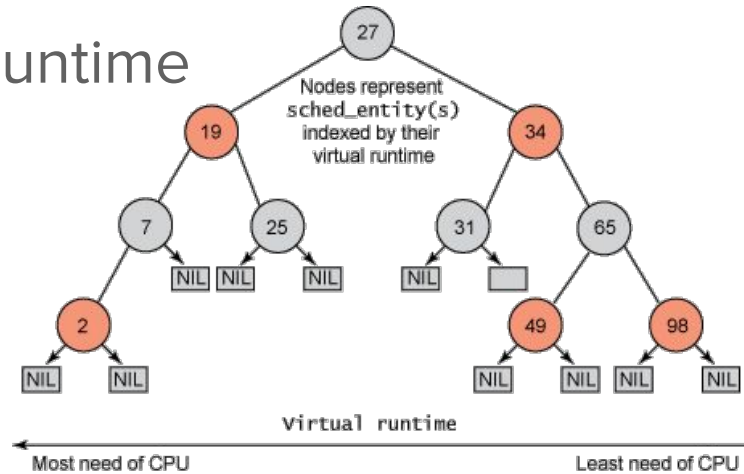 27
untime
Nodes represent
sched_entity(s)
indexed by their
virtual runtime
19
34
7
25
31
65
NIL NIL NIL NIL
2
49
98
NIL NIL NIL NIL NIL NIL
Virtual runtime
Most need of CPU Least need of CPU